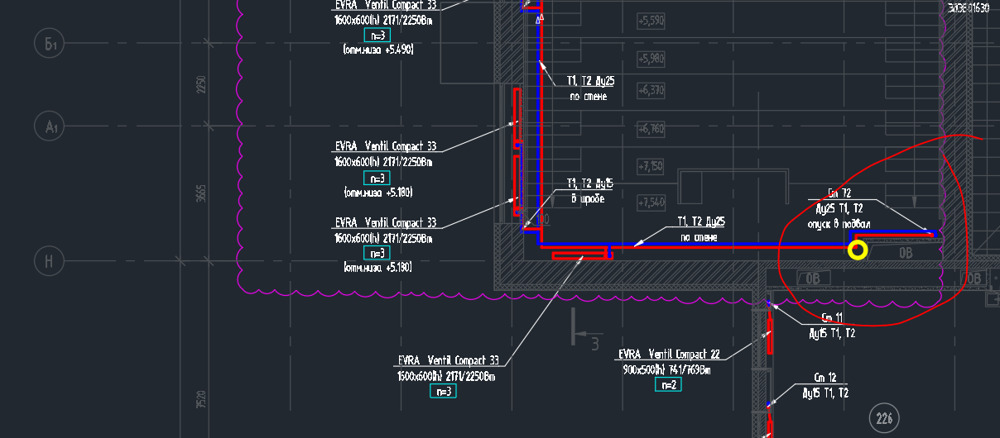 EVRA Ventil Compact 33
1600x600(h) 2171/2250Вт
n=3
(отм.низа +5.490)
Б1
2250
А1
3665
Н
7520
EVRA Ventil Compact 33
1600x600(h) 2171/2250Вт
n=3
(отм.низа +5.180)
EVRA Ventil Compact 33
1600x600(h) 2171/2250Вт
n=3
(отм.низа +5.180)
EVRA Ventil Compact 33
1600x600(h) 2171/2250Вт
n=3
Т1, Т2 Ду25
по стене
Т1, Т2 Ду15
в шробе
Т1, Т2 Ду25
по стене
+5,590
+5,980
+6,370
+6,760
+7,150
+7,540
Ст 12
Ду25 Т1, Т2
опуск в подвал
ОВ
ОВ
ОВ
3
EVRA Ventil Compact 22
900x500(h) 741/769Вт
n=2
Ст 11
Ду15 Т1, Т2
Ст 12
Ду15 Т1, Т2
226